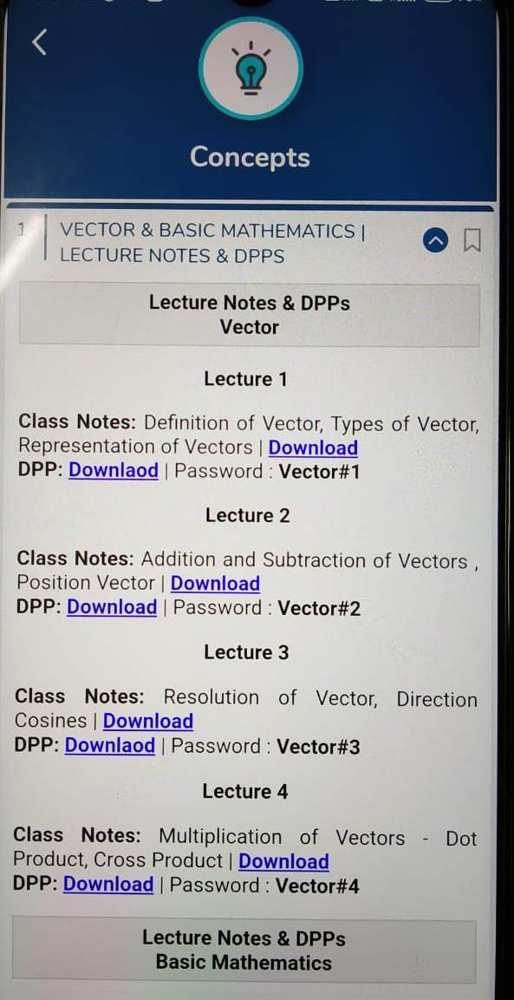 Concepts
1
VECTOR & BASIC MATHEMATICS |
LECTURE NOTES & DPPS
Lecture Notes & DPPs
Vector
Lecture 1
Class Notes: Definition of Vector, Types of Vector,
Representation of Vectors | Download
DPP: Downlaod | Password : Vector#1
Lecture 2
Class Notes: Addition and Subtraction of Vectors ,
Position Vector | Download
DPP: Download | Password : Vector#2
Lecture 3
Class Notes: Resolution of Vector, Direction
Cosines | Download
DPP: Downlaod | Password : Vector#3
Lecture 4
Class Notes: Multiplication of Vectors - Dot
Product, Cross Product | Download
DPP: Download | Password : Vector#4
Lecture Notes & DPPs
Basic Mathematics